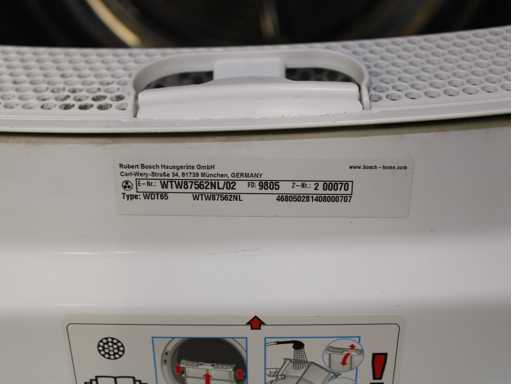 Robert Bosch Hausgeräte GmbH
Carl-Wery-Straße 34, 81739 München, GERMANY
www.bosch-home.com
E-Nr.: WTW87562NL/02 FD: 9805 Z-Nr.: 2 00070
Type: WDT65 WTW87562NL 468050281408000707